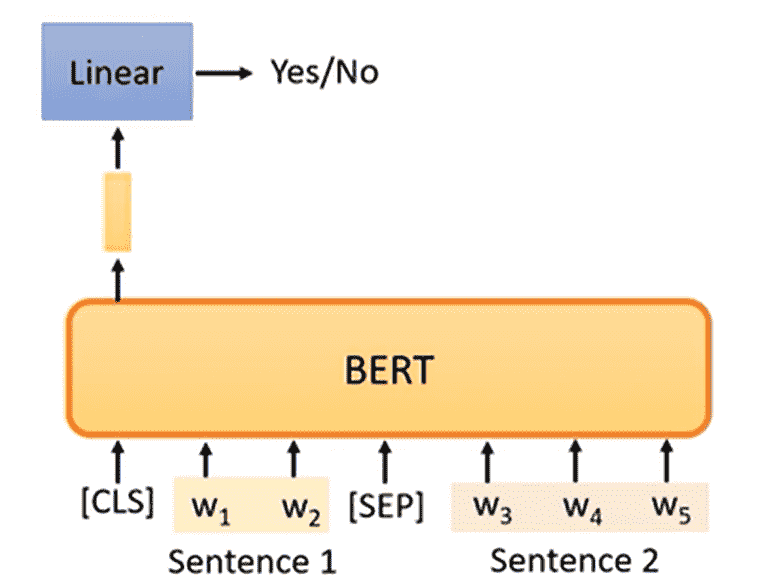 Linear Yes/No
BERT
[CLS] w₁ w₂ [SEP] w₃ w₄ w₅
Sentence 1 Sentence 2